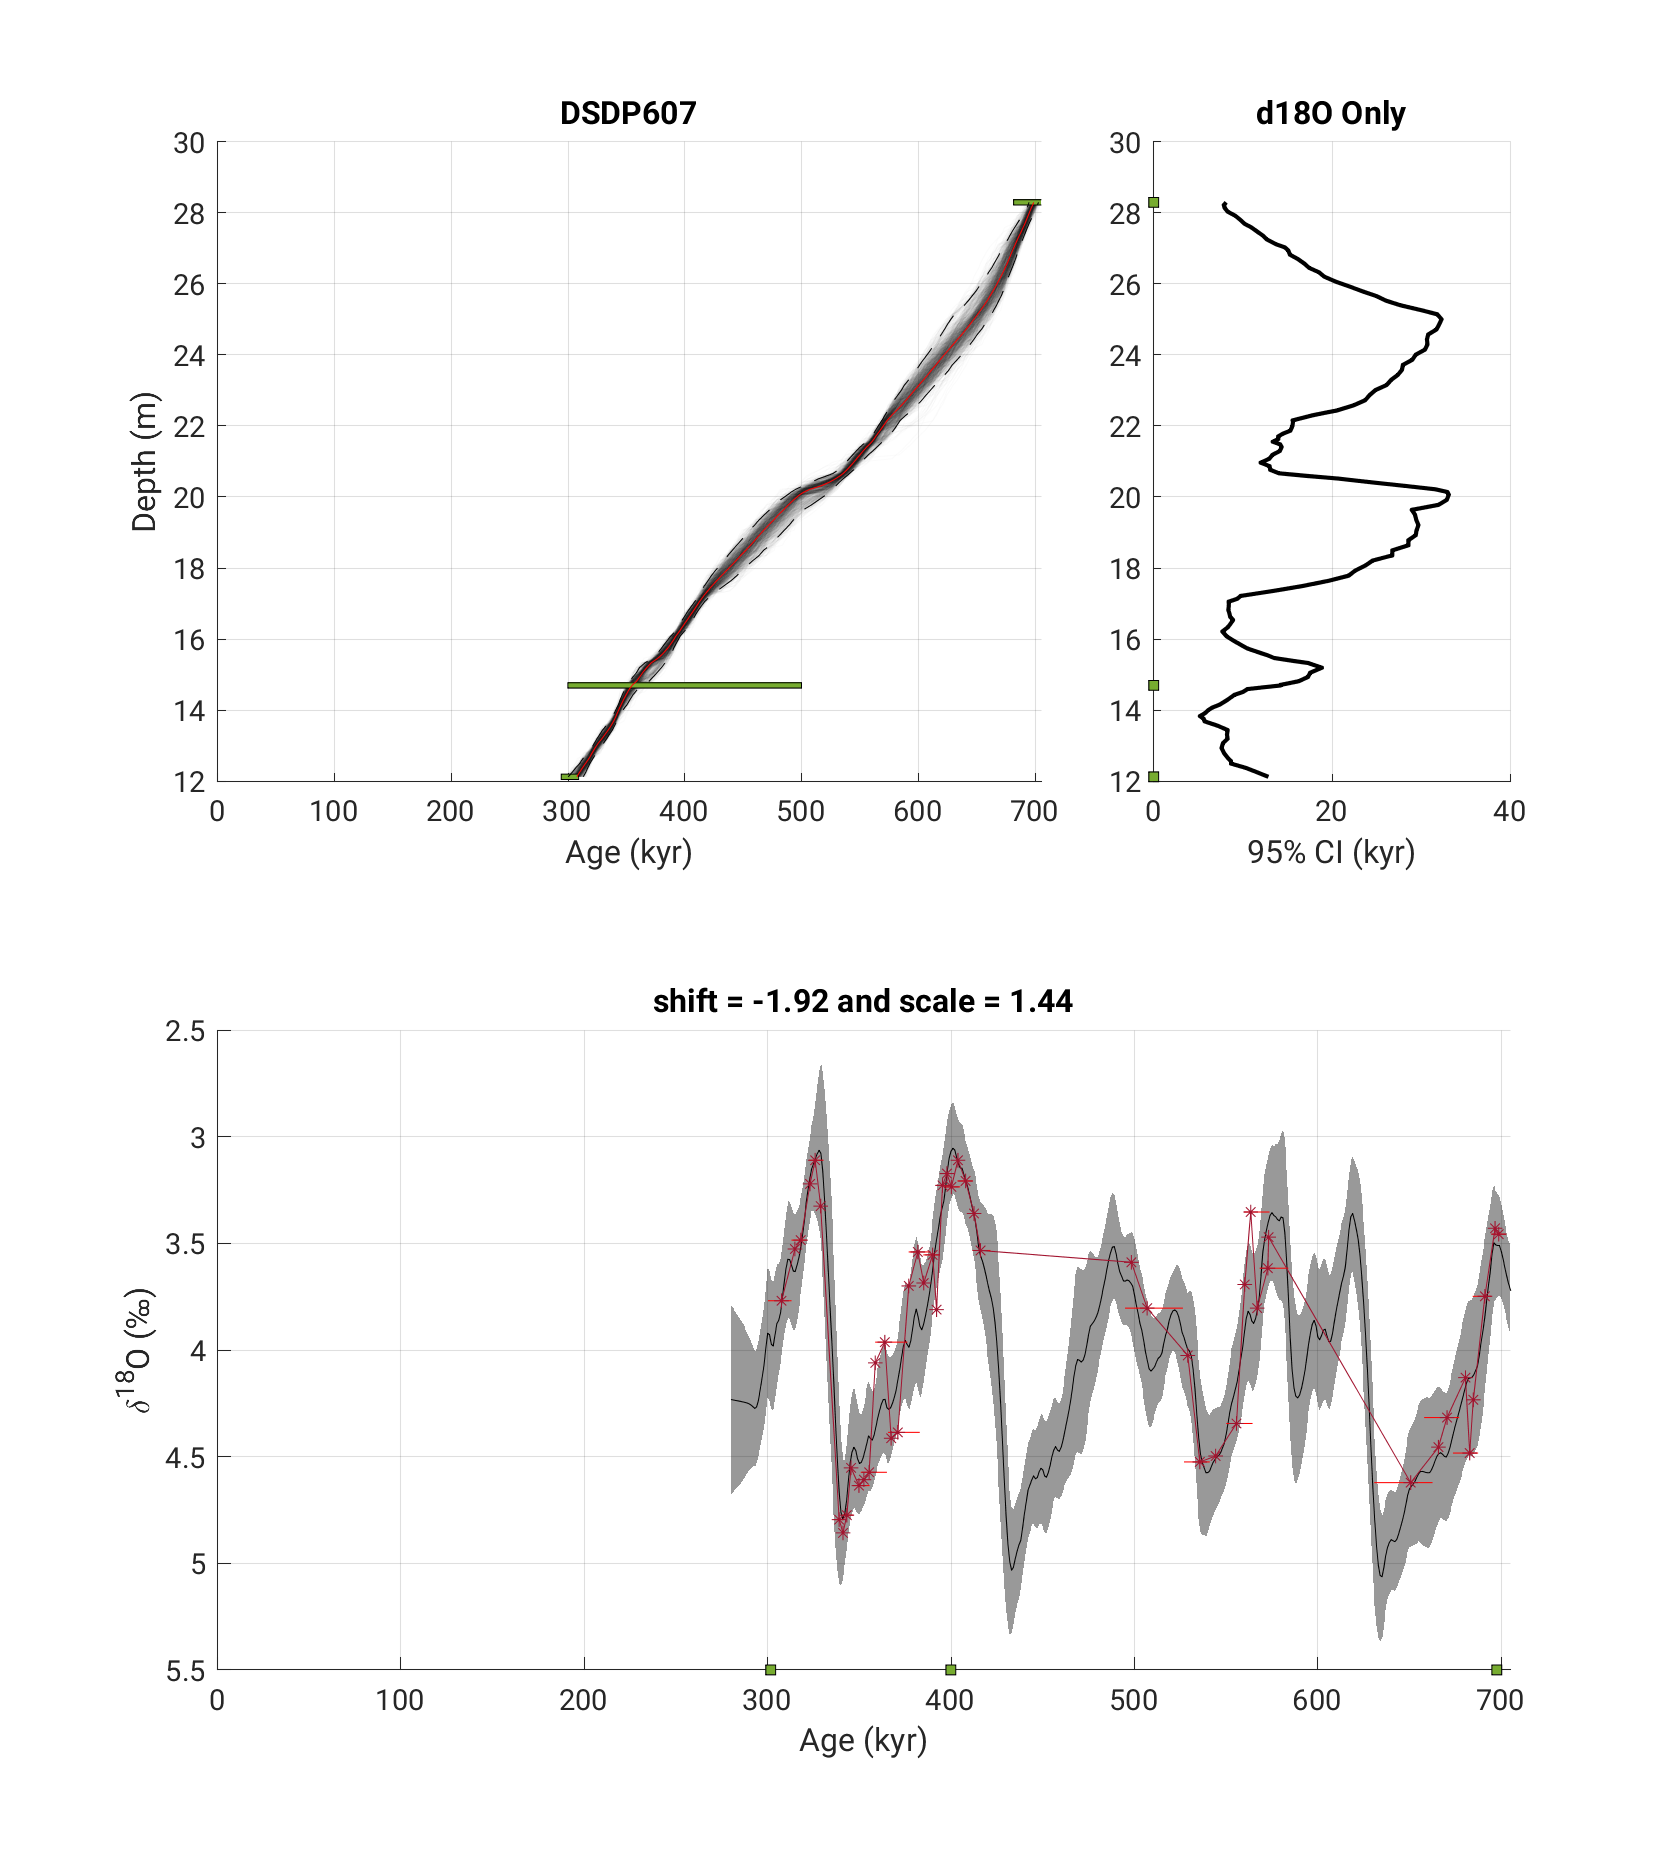 DSDP607
d18O Only
30
28
26
24
22
20
18
16
14
12
Depth (m)
0 100 200 300 400 500 600 700
Age (kyr)
30
28
26
24
22
20
18
16
14
12
0 20 40
95% CI (kyr)
shift = -1.92 and scale = 1.44
2.5
3
3.5
4
4.5
5
5.5
δ18O (‰)
0 100 200 300 400 500 600 700
Age (kyr)